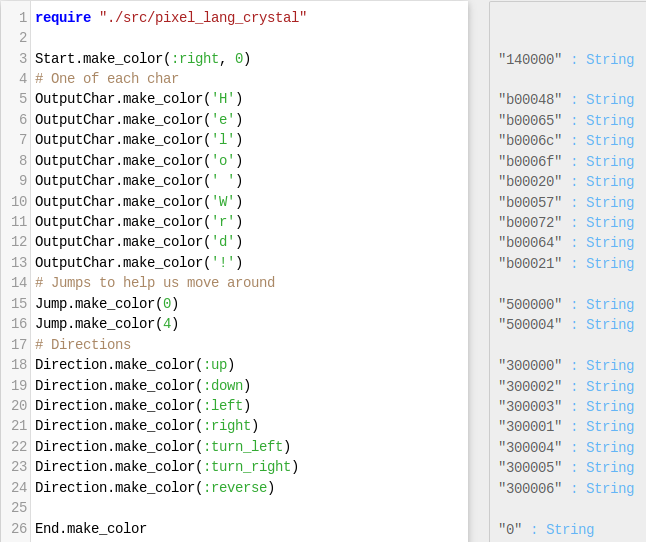 1 require "./src/pixel_lang_crystal"
2
3 Start.make_color(:right, 0) "140000" : String
4 # One of each char
5 OutputChar.make_color('H') "b00048" : String
6 OutputChar.make_color('e') "b00065" : String
7 OutputChar.make_color('l') "b0006c" : String
8 OutputChar.make_color('o') "b0006f" : String
9 OutputChar.make_color(' ') "b00020" : String
10 OutputChar.make_color('W') "b00057" : String
11 OutputChar.make_color('r') "b00072" : String
12 OutputChar.make_color('d') "b00064" : String
13 OutputChar.make_color('!') "b00021" : String
14 # Jumps to help us move around
15 Jump.make_color(0) "500000" : String
16 Jump.make_color(4) "500004" : String
17 # Directions
18 Direction.make_color(:up) "300000" : String
19 Direction.make_color(:down) "300002" : String
20 Direction.make_color(:left) "300003" : String
21 Direction.make_color(:right) "300001" : String
22 Direction.make_color(:turn_left) "300004" : String
23 Direction.make_color(:turn_right) "300005" : String
24 Direction.make_color(:reverse) "300006" : String
25
26 End.make_color "0" : String